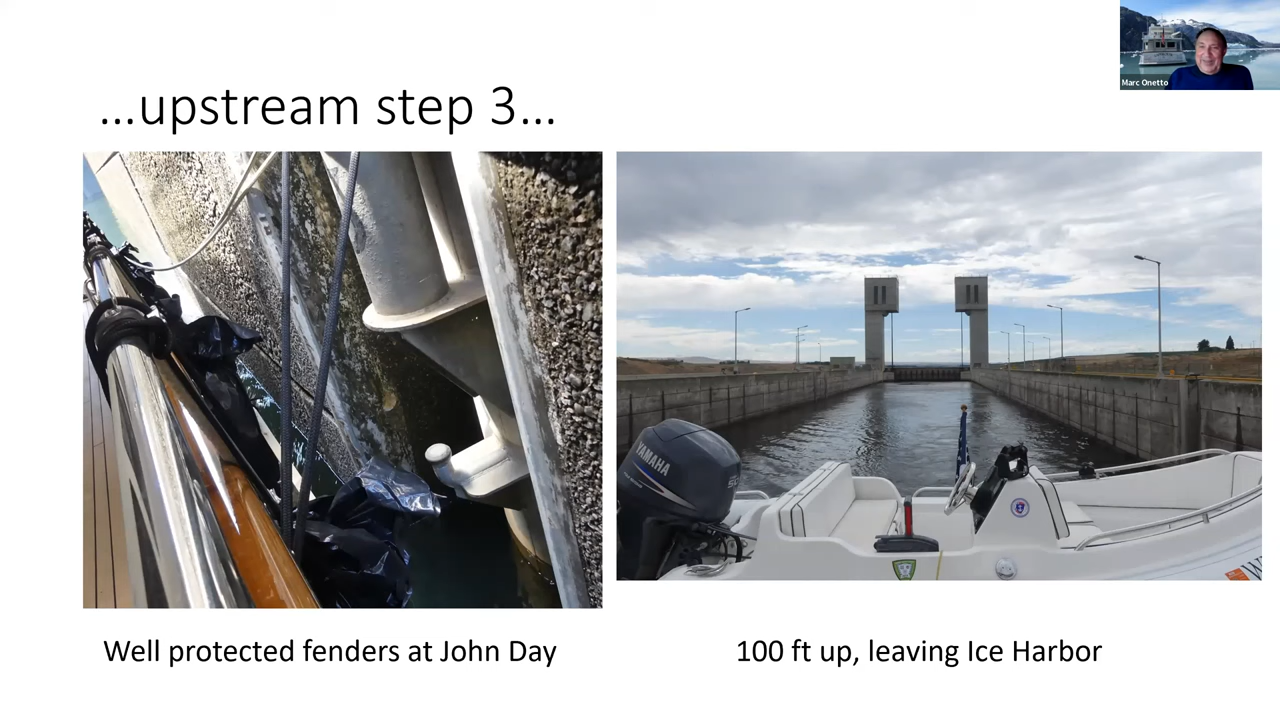 Marc Onetto
...upstream step 3...
YAMAHA
Well protected fenders at John Day
100 ft up, leaving Ice Harbor